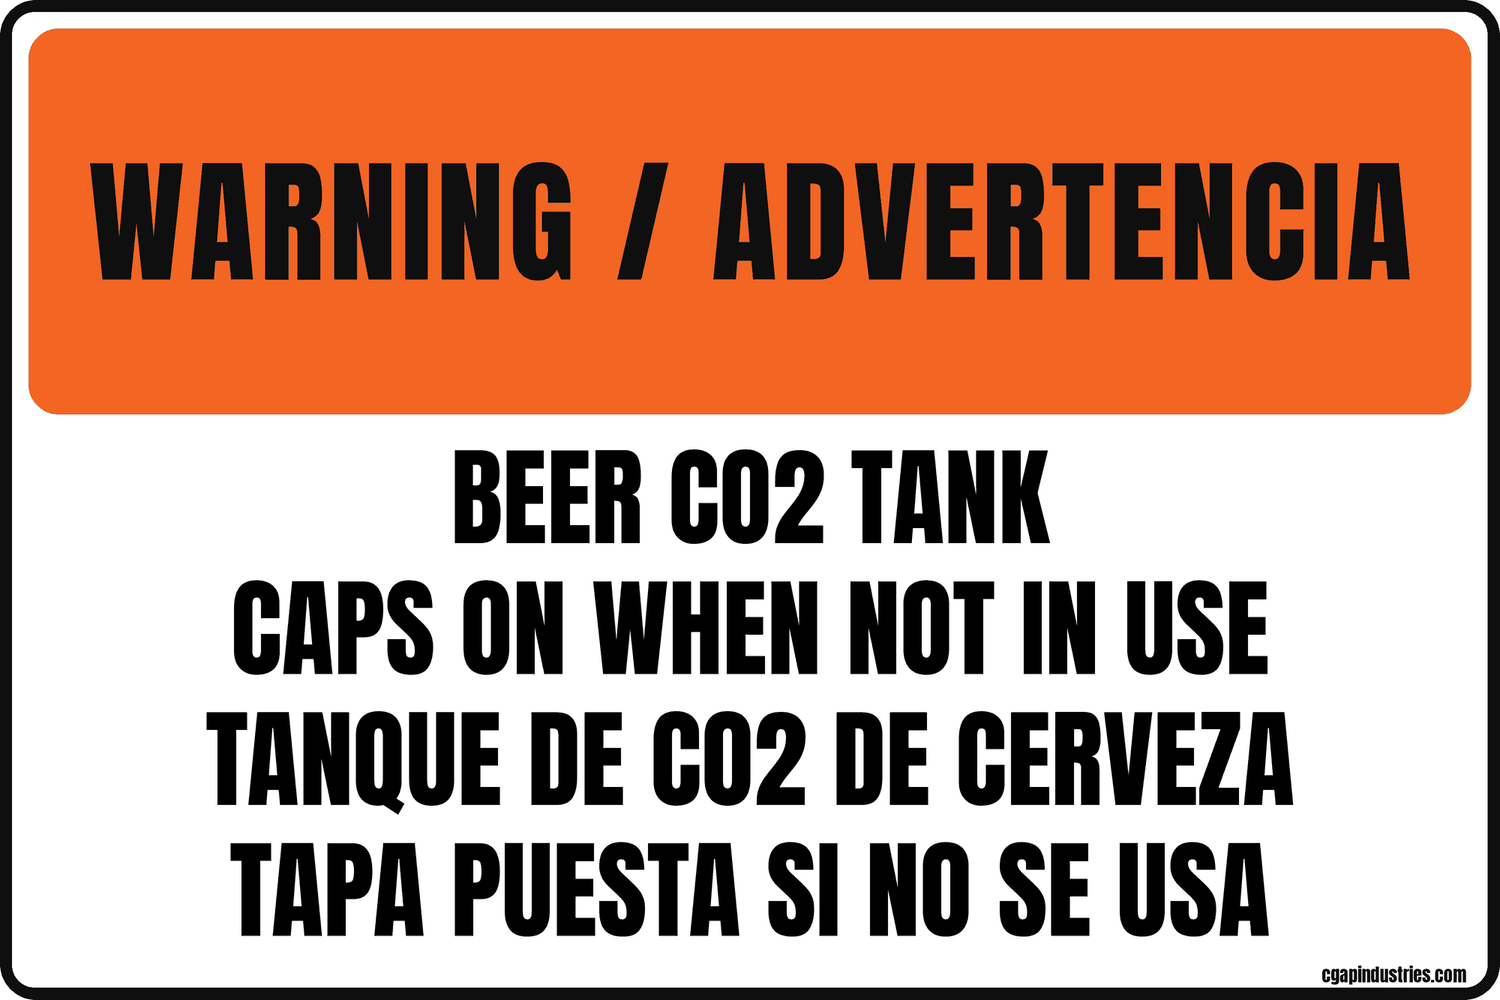 WARNING / ADVERTENCIA
BEER CO2 TANK
CAPS ON WHEN NOT IN USE
TANQUE DE CO2 DE CERVEZA
TAPA PUESTA SI NO SE USA
cgapindustries.com